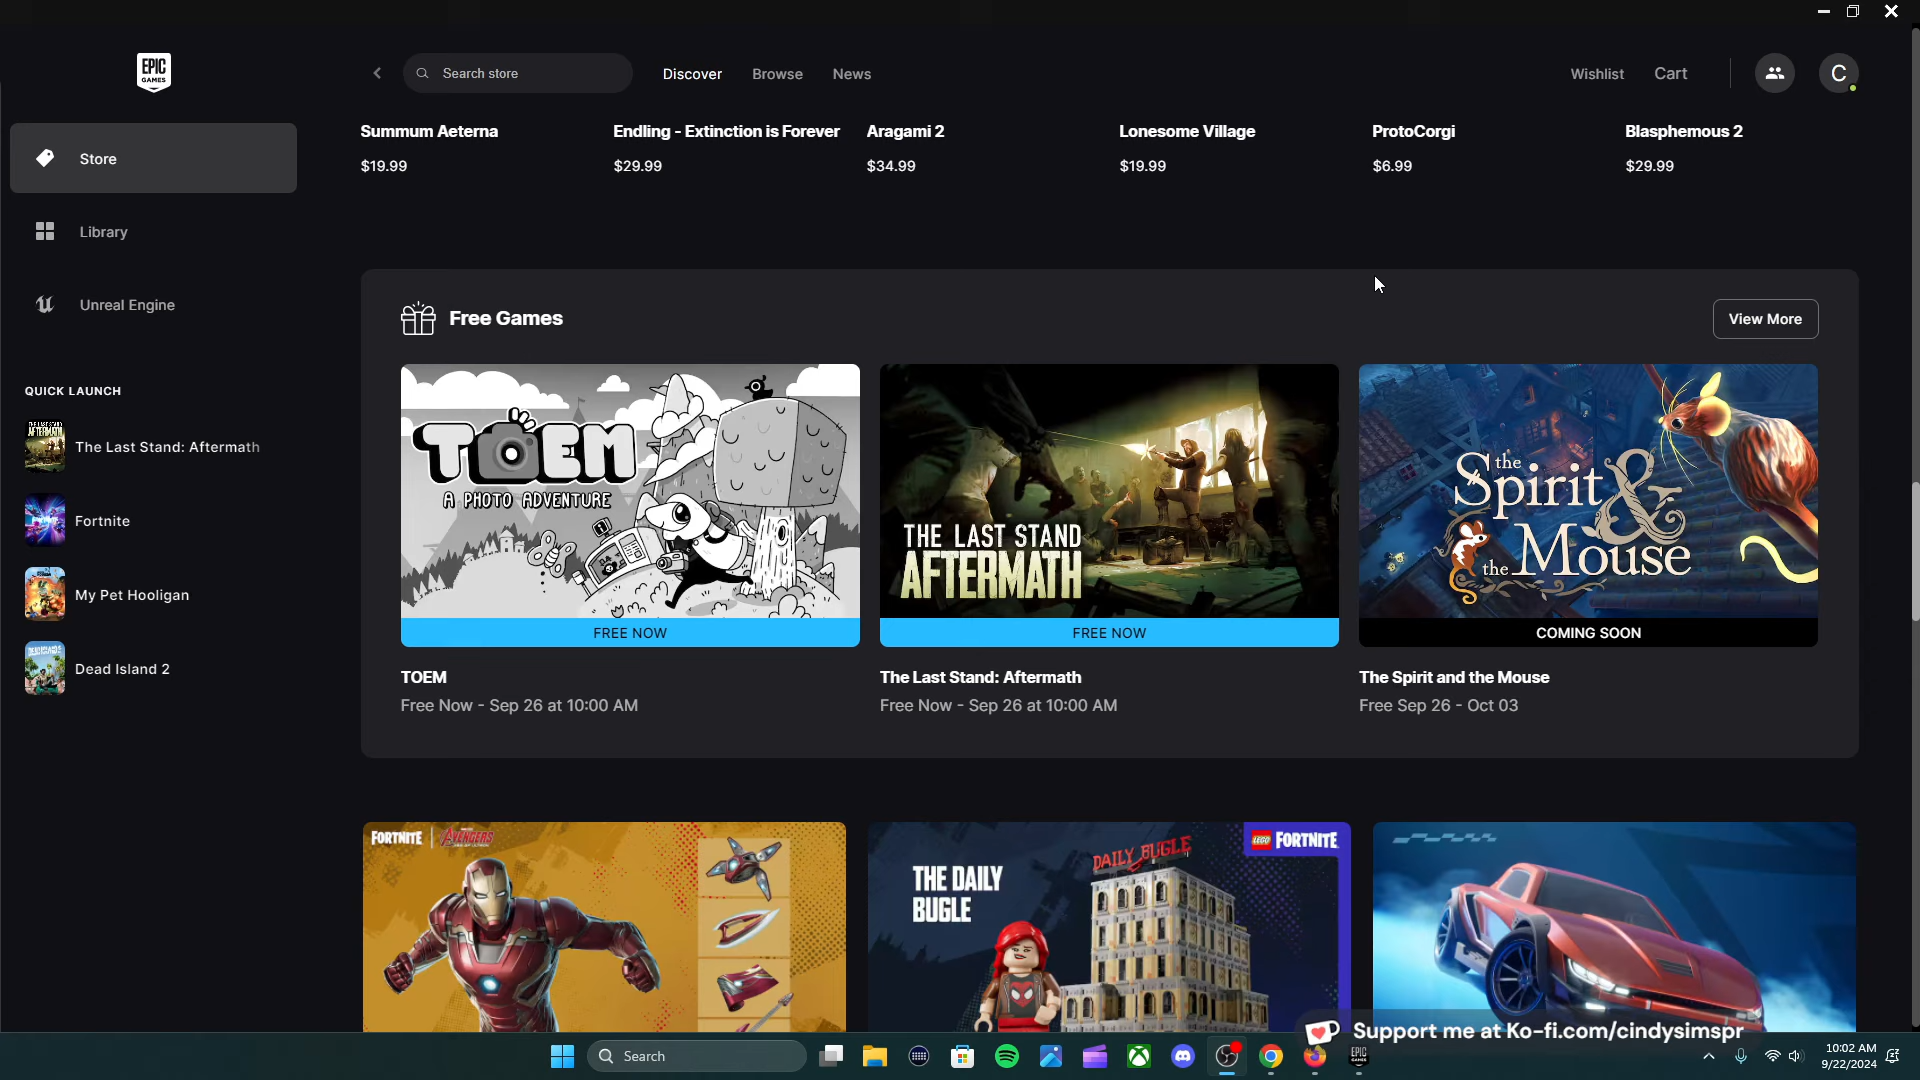 EPIC
GAMES
Search store
Discover
Browse
News
Wishlist
Cart
C
Store
Library
Unreal Engine
QUICK LAUNCH
The Last Stand: Aftermath
Fortnite
My Pet Hooligan
Dead Island 2
Summum Aeterna
$19.99
Endling - Extinction is Forever
$29.99
Aragami 2
$34.99
Lonesome Village
$19.99
ProtoCorgi
$6.99
Blasphemous 2
$29.99
Free Games
View More
TOEM
A PHOTO ADVENTURE
FREE NOW
TOEM
Free Now - Sep 26 at 10:00 AM
THE LAST STAND
AFTERMATH
FREE NOW
The Last Stand: Aftermath
Free Now - Sep 26 at 10:00 AM
the
Spirit &
the Mouse
COMING SOON
The Spirit and the Mouse
Free Sep 26 - Oct 03
FORTNITE AVENGERS
THE DAILY
BUGLE
DAILY BUGLE
LEGO FORTNITE
Support me at Ko-fi.com/cindysimspr
Search
10:02 AM
9/22/2024